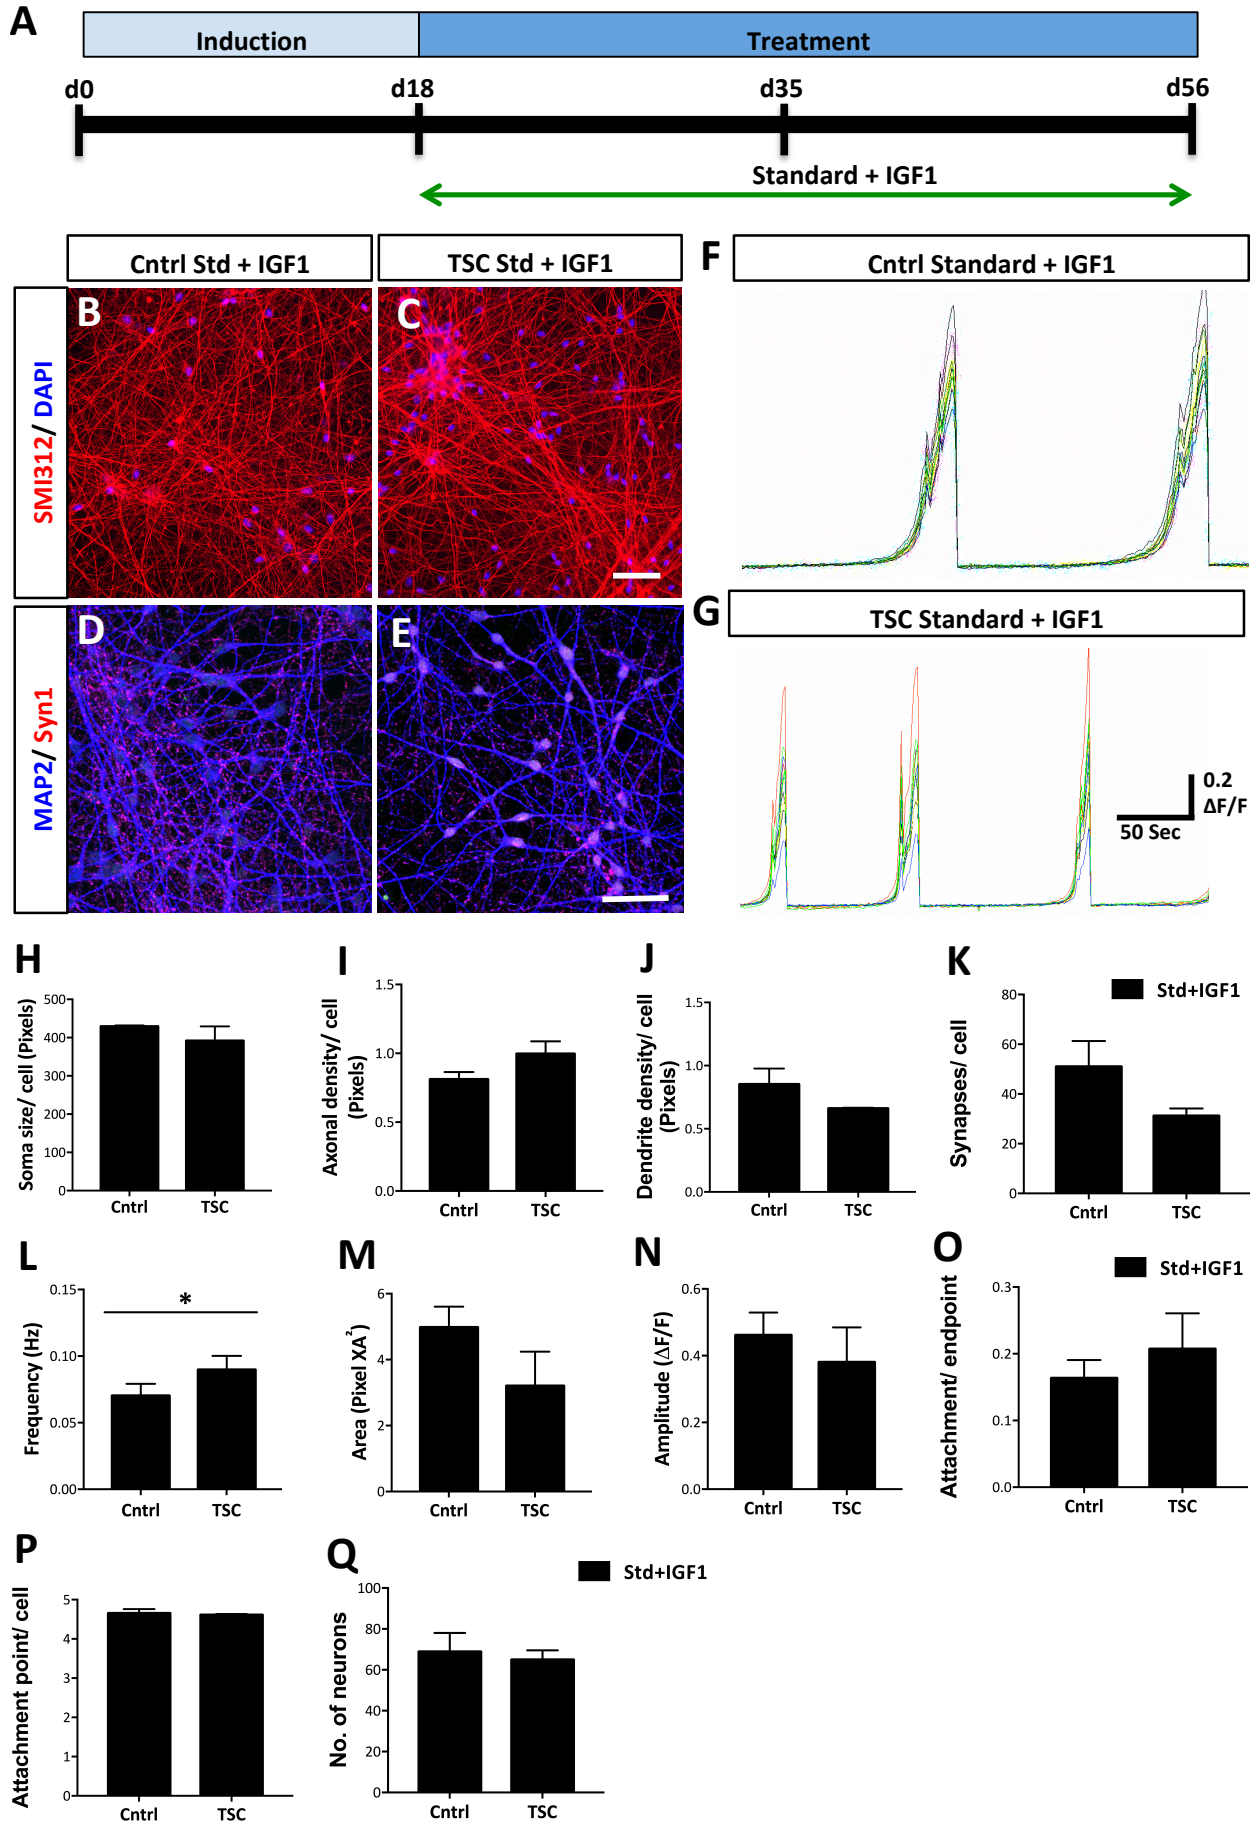 A
Induction
Treatment
d0
d18
d35
d56
Standard + IGF1
Cntrl Std + IGF1
TSC Std + IGF1
F
Cntrl Standard + IGF1
SMI312/ DAPI
B
C
MAP2/ Syn1
D
E
G
TSC Standard + IGF1
0.2
ΔF/F
50 Sec
H
Soma size/ cell (Pixels)
500
400
300
200
100
0
Cntrl
TSC
I
Axonal density/ cell
(Pixels)
1.5
1.0
0.5
0.0
Cntrl
TSC
J
Dendrite density/ cell
(Pixels)
1.5
1.0
0.5
0.0
Cntrl
TSC
K
Std+IGF1
Synapses/ cell
80
60
40
20
0
Cntrl
TSC
L
Frequency (Hz)
0.15
0.10
0.05
0.00
*
Cntrl
TSC
M
Area (Pixel XA²)
6
4
2
0
Cntrl
TSC
N
Amplitude (ΔF/F)
0.6
0.4
0.2
0.0
Cntrl
TSC
O
Std+IGF1
Attachment/ endpoint
0.3
0.2
0.1
0.0
Cntrl
TSC
P
Attachment point/ cell
5
4
3
2
1
0
Cntrl
TSC
Q
Std+IGF1
No. of neurons
100
80
60
40
20
0
Cntrl
TSC